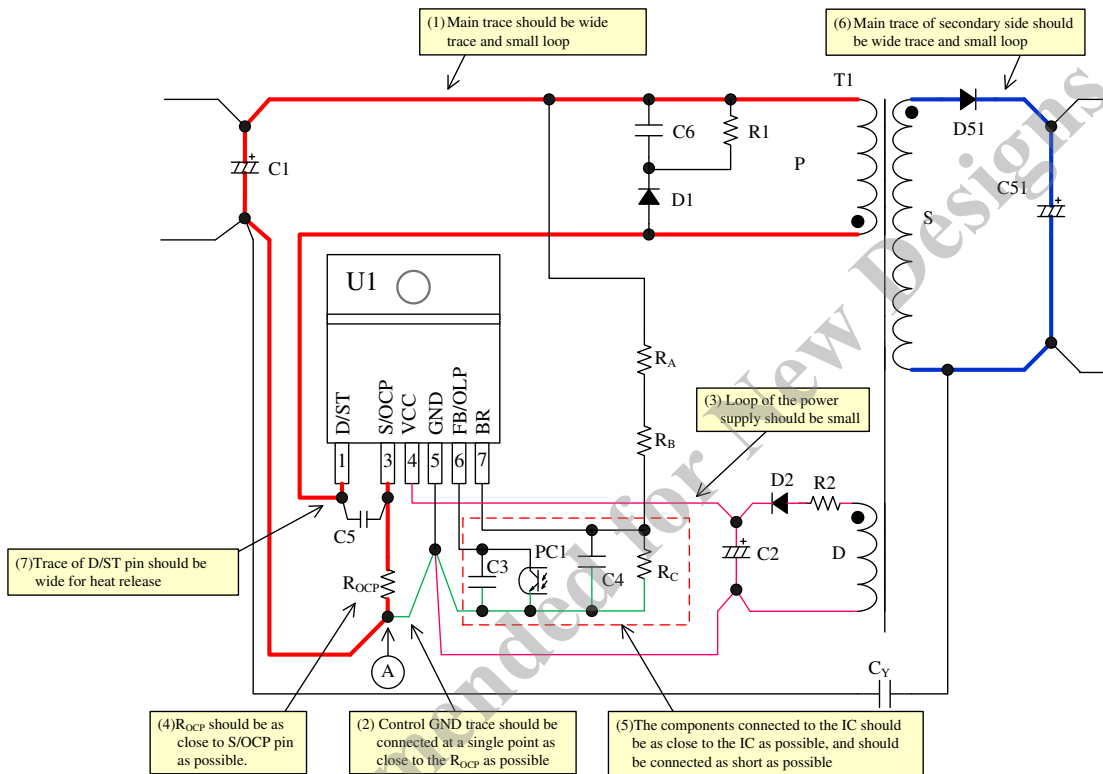 (1) Main trace should be wide
trace and small loop
(6) Main trace of secondary side should
be wide trace and small loop
T1
C1
C6
R1
P
D1
S
D51
C51
U1
D/ST
S/OCP
VCC
GND
FB/OLP
BR
1
3
4
5
6
7
RA
RB
(3) Loop of the power
supply should be small
D2
R2
C5
(7)Trace of D/ST pin should be
wide for heat release
ROCP
C3
PC1
C4
RC
C2
D
A
CY
(4)ROCP should be as
close to S/OCP pin
as possible.
(2) Control GND trace should be
connected at a single point as
close to the ROCP as possible
(5)The components connected to the IC should
be as close to the IC as possible, and should
be connected as short as possible
mended for New Designs